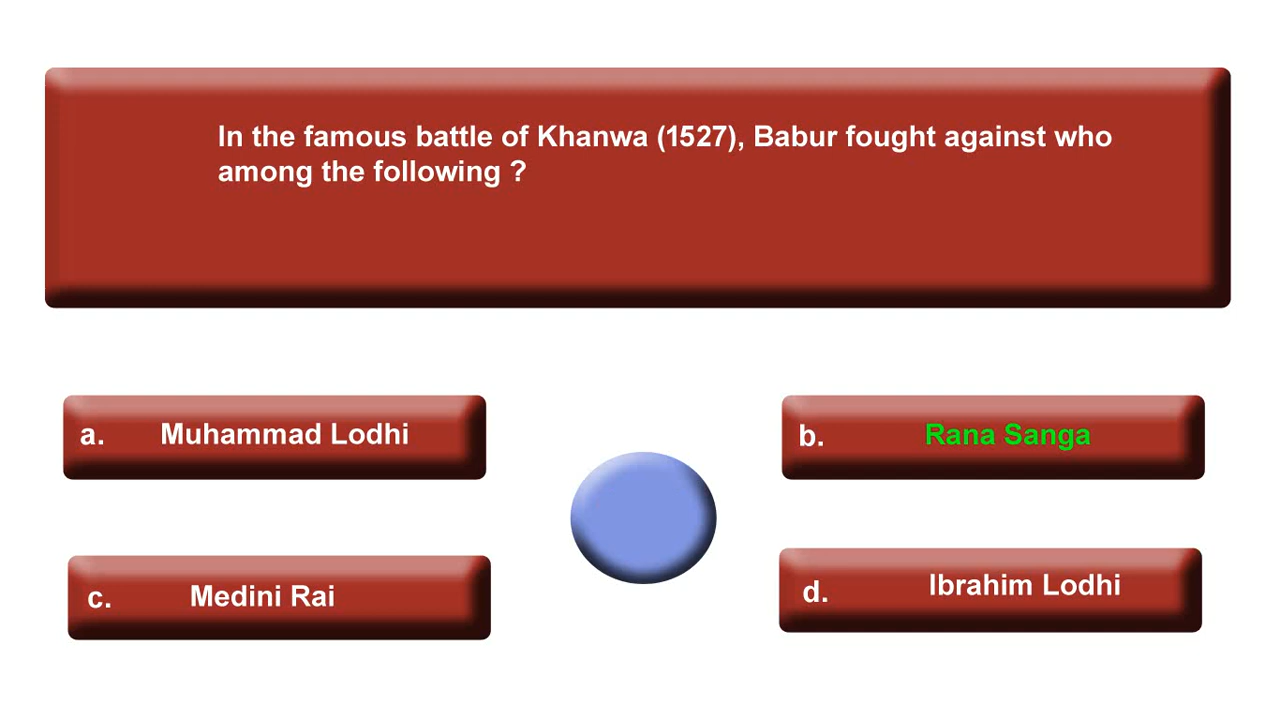 In the famous battle of Khanwa (1527), Babur fought against who
among the following ?
a. Muhammad Lodhi
b. Rana Sanga
c. Medini Rai
d. Ibrahim Lodhi